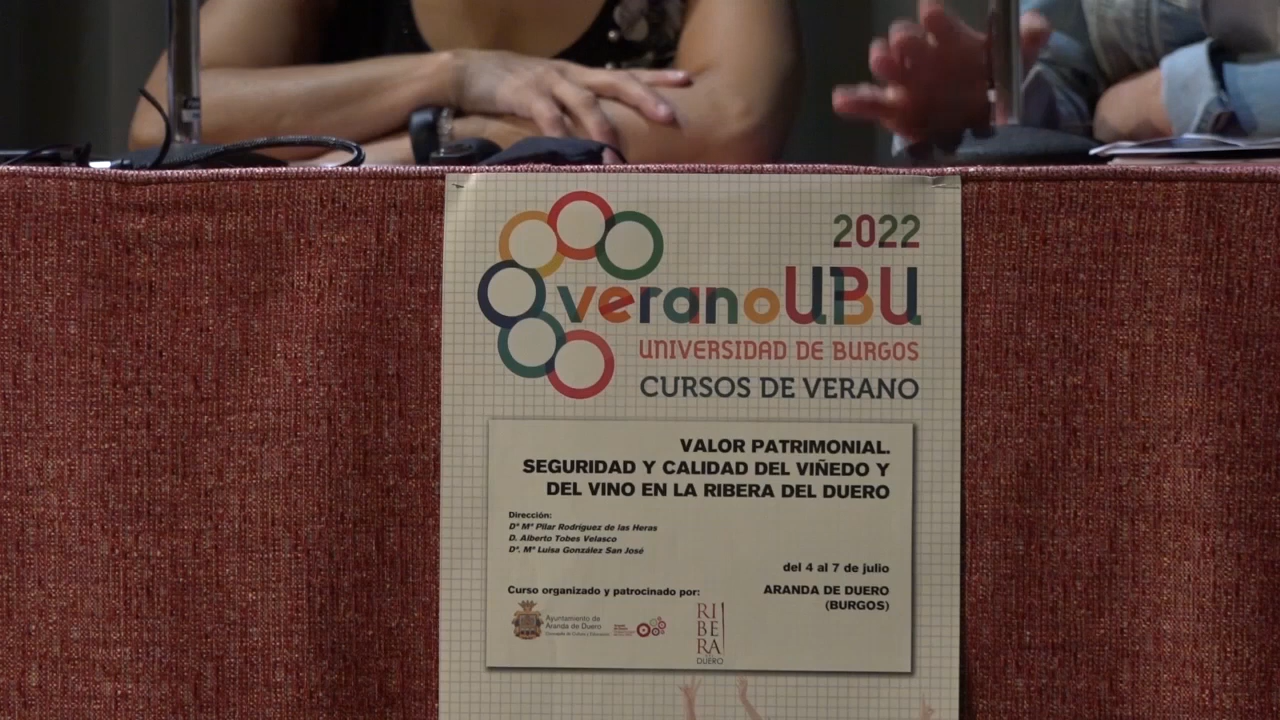 2022
veranoUBU
UNIVERSIDAD DE BURGOS
CURSOS DE VERANO
VALOR PATRIMONIAL.
SEGURIDAD Y CALIDAD DEL VIÑEDO Y
DEL VINO EN LA RIBERA DEL DUERO
Dirección:
Dª Mª Pilar Rodríguez de las Heras
D. Alberto Tobes Velasco
Dª. Mª Luisa González San José
del 4 al 7 de julio
ARANDA DE DUERO
(BURGOS)
Curso organizado y patrocinado por:
Ayuntamiento de
Aranda de Duero
RI
BE
RA
DUERO